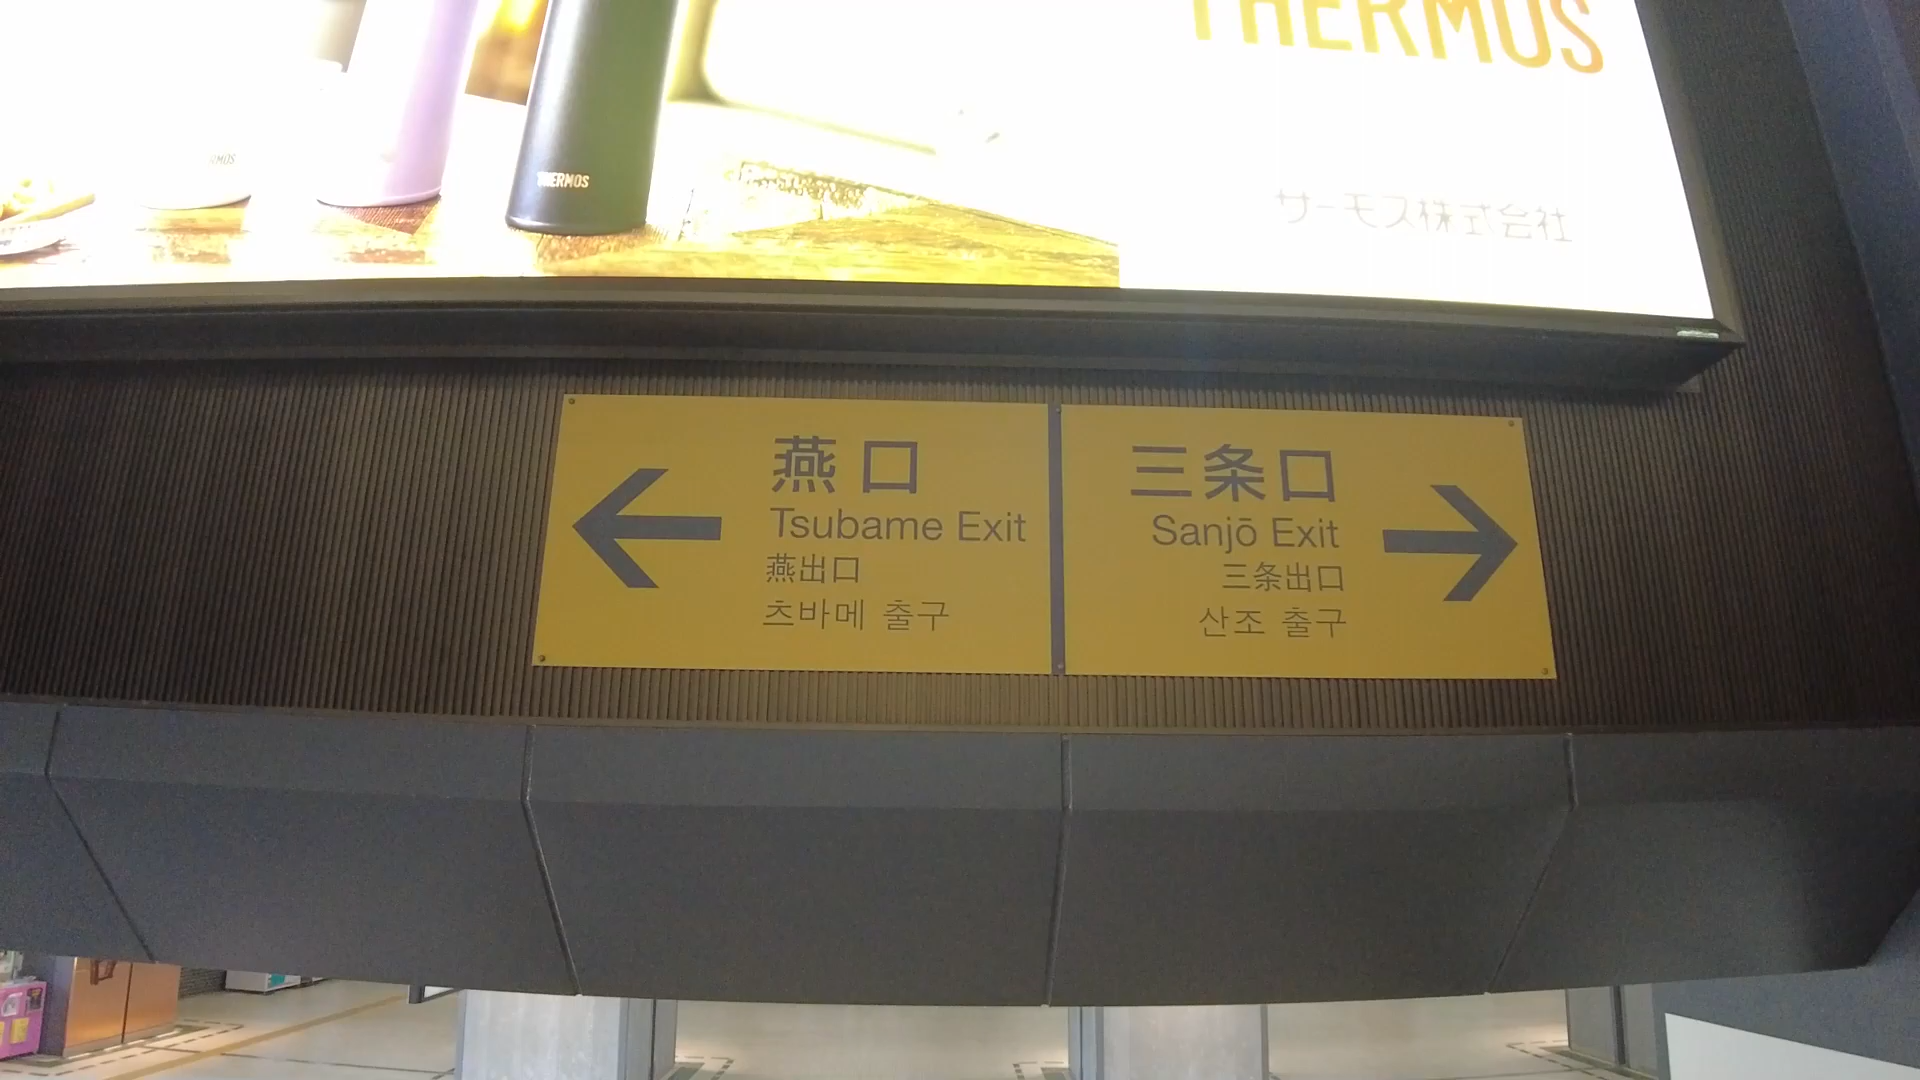 THERMOS
THERMOS
サーモス株式会社
燕口
Tsubame Exit
燕出口
츠바메 출구
三条口
Sanjō Exit
三条出口
산조 출구